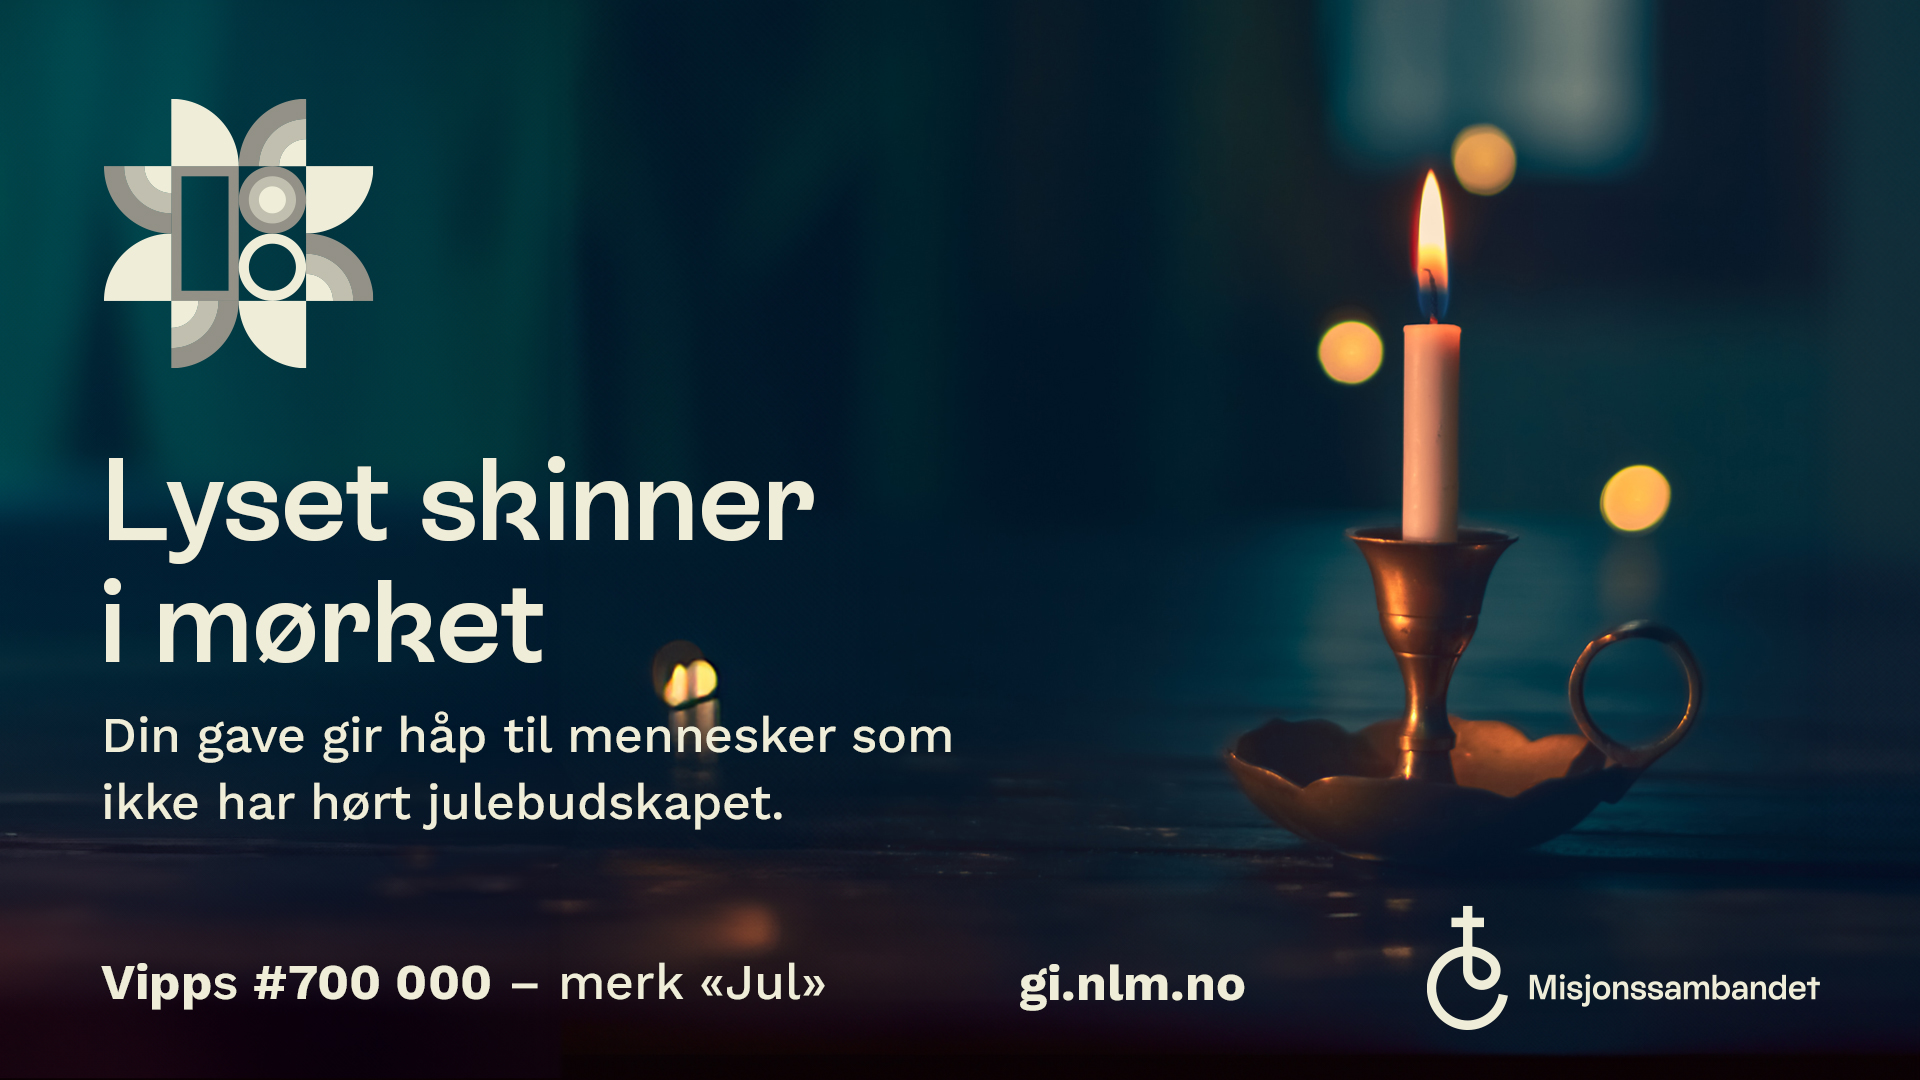 Lyset skinner
i mørket
Din gave gir håp til mennesker som
ikke har hørt julebudskapet.
Vipps #700 000 – merk «Jul»
gi.nlm.no
Misjonssambandet